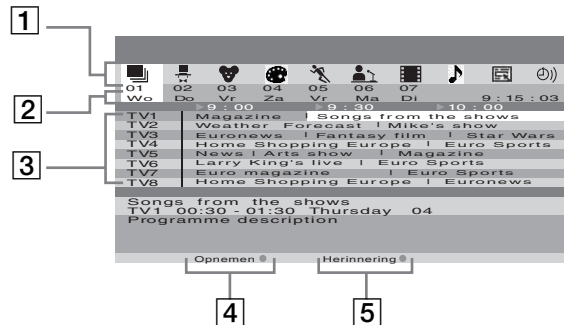 1
01 02 03 04 05 06 07
2
Wo Do Vr Za Vr Ma Di 9:15:03
9:00 9:30 10:00
TV1 Magazine Songs from the shows
TV2 Weather Forecast Mike's show
3
TV3 Euronews Fantasy film Star Wars
TV4 Home Shopping Europe Euro Sports
TV5 News Arts show Magazine
TV6 Larry King's live Euro Sports
TV7 Euro magazine Euro Sports
TV8 Home Shopping Europe Euronews
Songs from the shows
TV1 00:30 - 01:30 Thursday 04
Programme description
Opnemen Herinnering
4 5